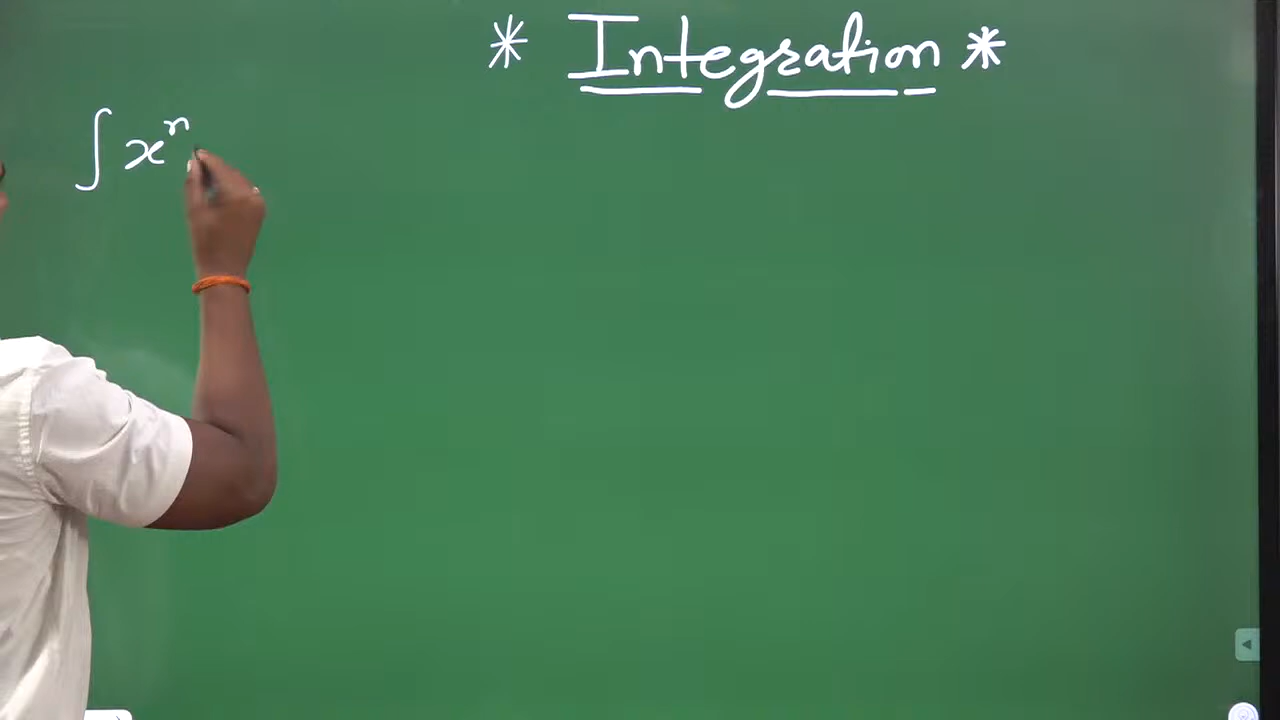 * Integration *
∫ xⁿ